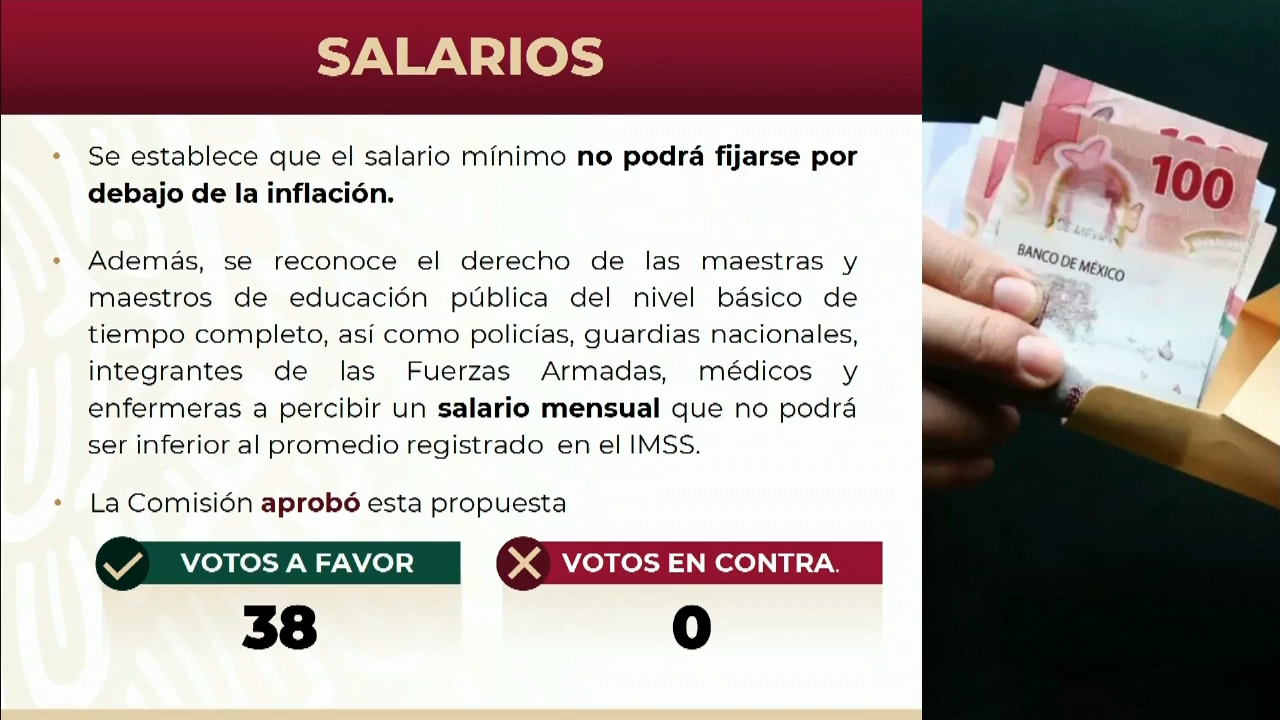 SALARIOS
• Se establece que el salario mínimo no podrá fijarse por
debajo de la inflación.
• Además, se reconoce el derecho de las maestras y
maestros de educación pública del nivel básico de
tiempo completo, así como policías, guardias nacionales,
integrantes de las Fuerzas Armadas, médicos y
enfermeras a percibir un salario mensual que no podrá
ser inferior al promedio registrado en el IMSS.
• La Comisión aprobó esta propuesta
VOTOS A FAVOR
38
VOTOS EN CONTRA.
0
100
BANCO DE MÉXICO